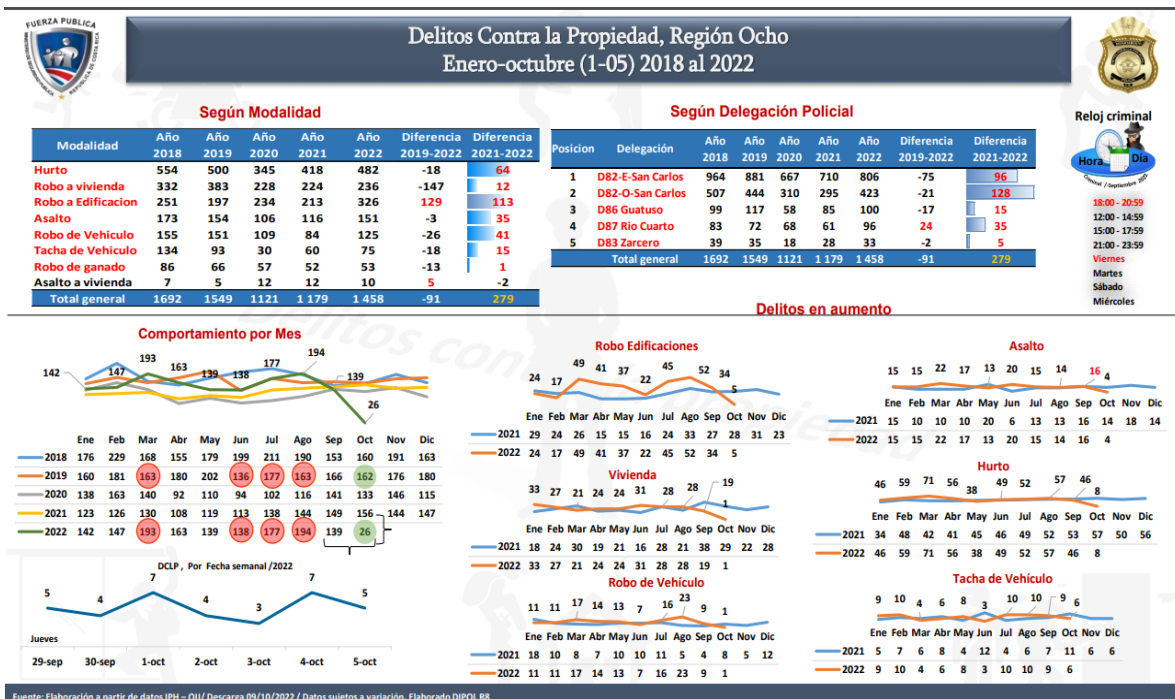 FUERZA PUBLICA
Delitos Contra la Propiedad, Región Ocho
Enero-octubre (1-05) 2018 al 2022
Según Modalidad
Modalidad Año 2018 Año 2019 Año 2020 Año 2021 Año 2022 Diferencia 2019-2022 Diferencia 2021-2022
Hurto 554 500 345 418 482 -18 64
Robo a vivienda 332 383 228 224 236 -147 12
Robo a Edificacion 251 197 234 213 326 129 113
Asalto 173 154 106 116 151 -3 35
Robo de Vehículo 155 151 109 84 125 -26 41
Tacha de Vehiculo 134 93 30 60 75 -18 15
Robo de ganado 86 66 57 52 53 -13 1
Asalto a vivienda 7 5 12 12 10 5 -2
Total general 1692 1549 1121 1 179 1 458 -91 279
Según Delegación Policial
Posicion Delegación Año 2018 Año 2019 Año 2020 Año 2021 Año 2022 Diferencia 2019-2022 Diferencia 2021-2022
1 D82-E-San Carlos 964 881 667 710 806 -75 96
2 D82-O-San Carlos 507 444 310 295 423 -21 128
3 D86 Guatuso 99 117 58 85 100 -17 15
4 D87 Rio Cuarto 83 72 68 61 96 24 35
5 D83 Zarcero 39 35 18 28 33 -2 5
Total general 1692 1549 1121 1 179 1 458 -91 279
Reloj criminal
Hora Día
18:00 - 20:59
12:00 - 14:59
15:00 - 17:59
21:00 - 23:59
Viernes
Martes
Sábado
Miércoles
Comportamiento por Mes
142 147 193 163 139 138 177 194 139 26
Ene Feb Mar Abr May Jun Jul Ago Sep Oct Nov Dic
2018 176 229 168 155 179 199 211 190 153 160 191 163
2019 160 181 163 180 202 136 177 163 166 162 176 180
2020 138 163 140 92 110 94 102 116 141 133 146 115
2021 123 126 130 108 119 113 138 144 149 156 144 147
2022 142 147 193 163 139 138 177 194 139 26
DCLP , Por Fecha semanal /2022
5 4 7 4 3 7 5
Jueves
29-sep 30-sep 1-oct 2-oct 3-oct 4-oct 5-oct
Delitos en aumento
Robo Edificaciones
24 17 49 41 37 22 45 52 34 5
Ene Feb Mar Abr May Jun Jul Ago Sep Oct Nov Dic
2021 29 24 26 15 15 16 24 33 27 28 31 23
2022 24 17 49 41 37 22 45 52 34 5
Vivienda
33 27 21 24 24 31 28 28 19 1
Ene Feb Mar Abr May Jun Jul Ago Sep Oct Nov Dic
2021 18 24 30 19 21 16 28 21 38 29 22 28
2022 33 27 21 24 24 31 28 28 19 1
Robo de Vehículo
11 11 17 14 13 7 16 23 9 1
Ene Feb Mar Abr May Jun Jul Ago Sep Oct Nov Dic
2021 18 10 8 7 10 10 11 5 4 8 5 12
2022 11 11 17 14 13 7 16 23 9 1
Asalto
15 15 22 17 13 20 15 14 16 4
Ene Feb Mar Abr May Jun Jul Ago Sep Oct Nov Dic
2021 15 10 10 10 20 6 13 13 16 14 18 14
2022 15 15 22 17 13 20 15 14 16 4
Hurto
46 59 71 56 38 49 52 57 46 8
Ene Feb Mar Abr May Jun Jul Ago Sep Oct Nov Dic
2021 34 48 42 41 45 46 49 52 53 57 50 56
2022 46 59 71 56 38 49 52 57 46 8
Tacha de Vehículo
9 10 4 6 8 3 10 10 9 6
Ene Feb Mar Abr May Jun Jul Ago Sep Oct Nov Dic
2021 5 7 6 8 4 12 4 6 7 11 6 6
2022 9 10 4 6 8 3 10 10 9 6
Fuente: Elaboración a partir de datos IPH – OIJ/ Descarga 09/10/2022 / Datos sujetos a variación. Elaborado DIPOL R8